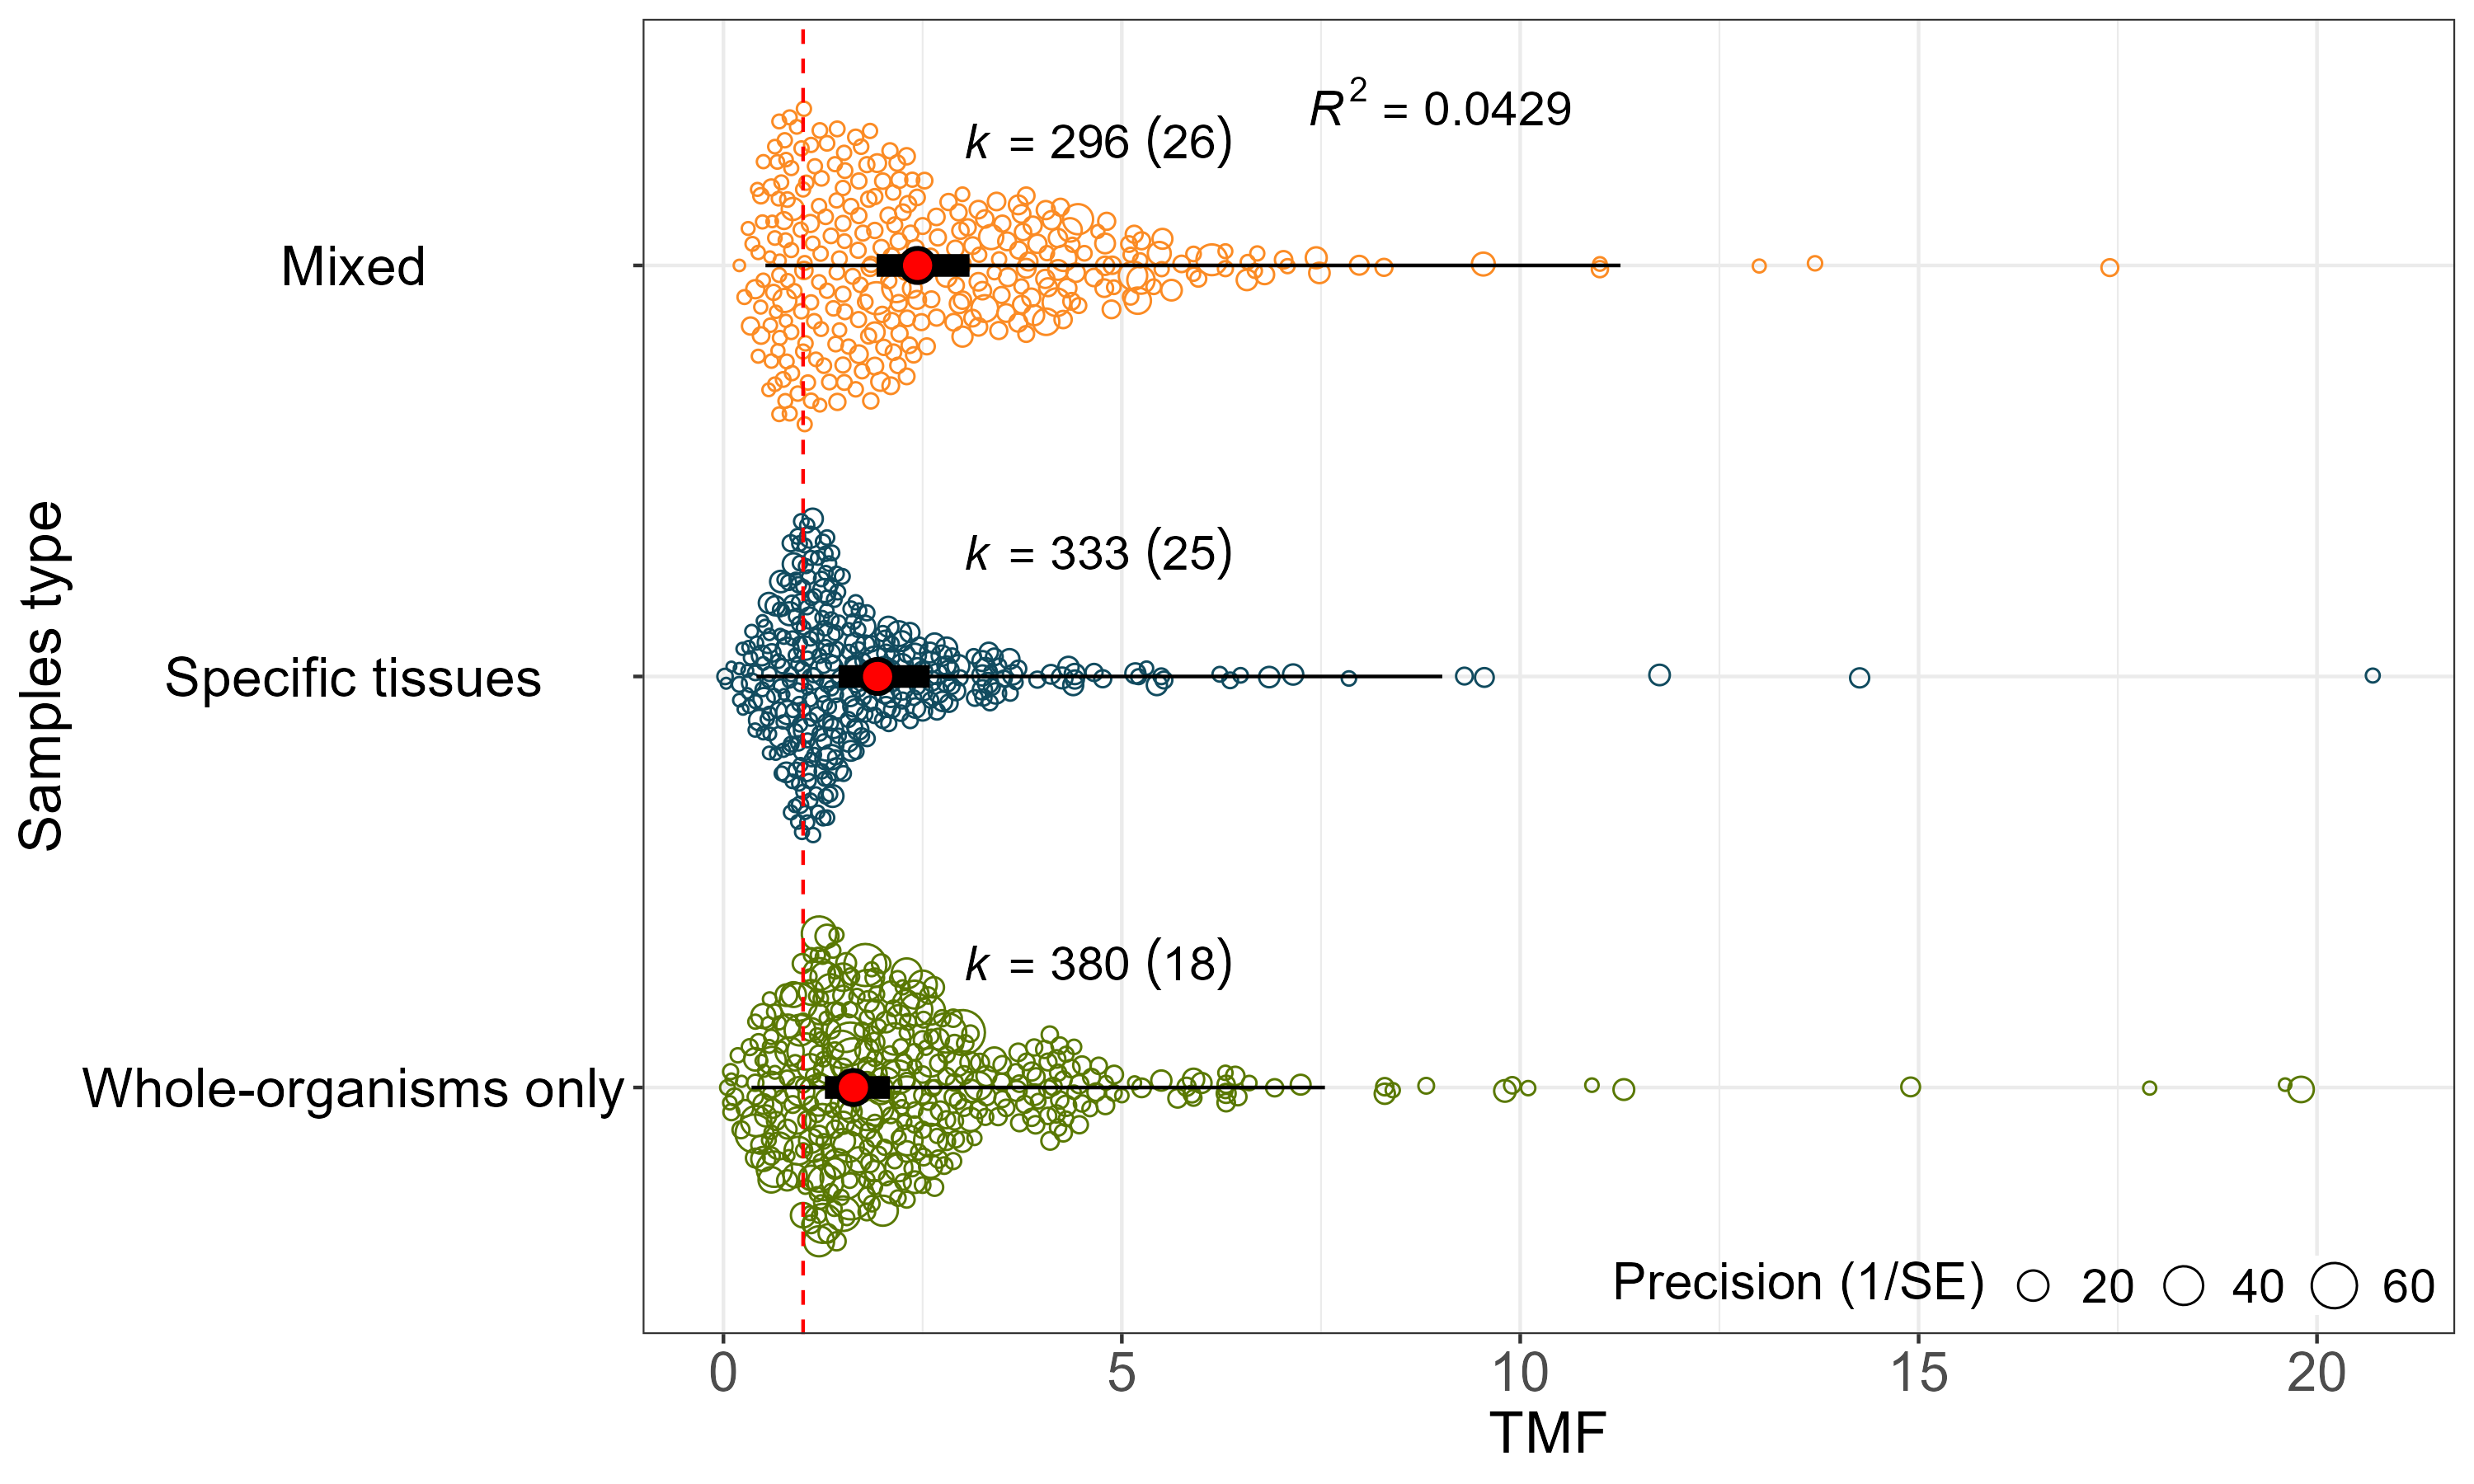 R² = 0.0429
k = 296 (26)
Mixed
k = 333 (25)
Specific tissues
k = 380 (18)
Whole-organisms only
Samples type
Precision (1/SE) 20 40 60
0 5 10 15 20
TMF